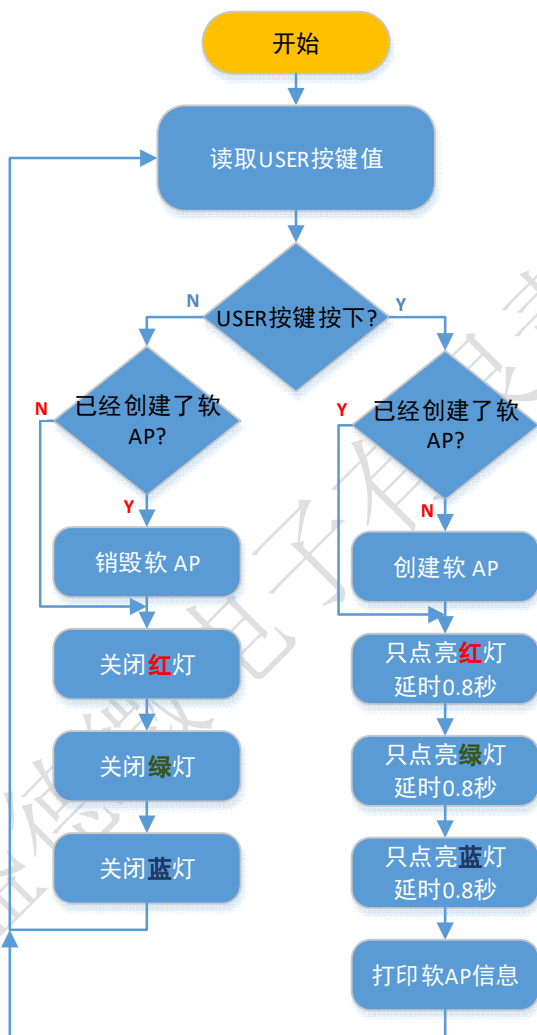 开始
读取USER按键值
USER按键按下?
N
Y
已经创建了软
AP?
N
Y
销毁软 AP
关闭红灯
关闭绿灯
关闭蓝灯
已经创建了软
AP?
Y
N
创建软 AP
只点亮红灯
延时0.8秒
只点亮绿灯
延时0.8秒
只点亮蓝灯
延时0.8秒
打印软AP信息